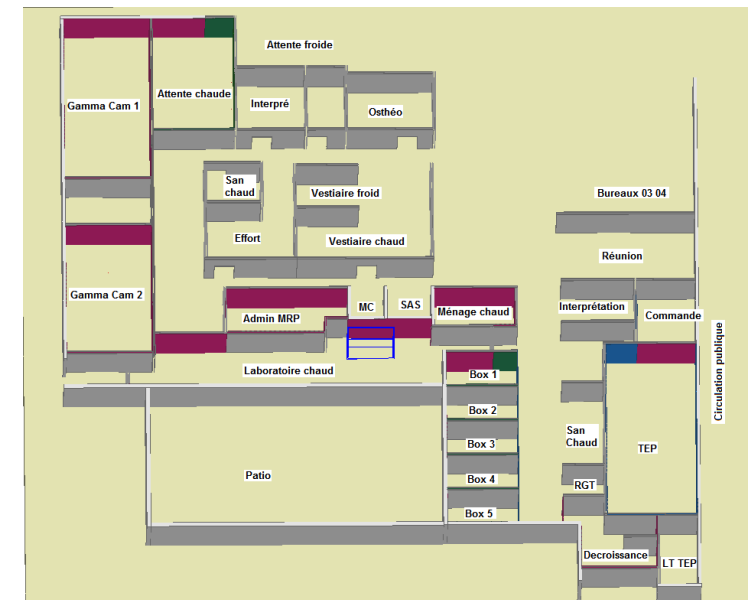 Attente froide
Gamma Cam 1
Attente chaude
Interpré
Osthéo
San
chaud
Vestiaire froid
Bureaux 03 04
Effort
Vestiaire chaud
Réunion
Gamma Cam 2
MC
SAS
Ménage chaud
Interprétation
Admin MRP
Commande
Circulation publique
Laboratoire chaud
Box 1
Box 2
San
Chaud
Box 3
TEP
Patio
Box 4
RGT
Box 5
Decroissance
LT TEP